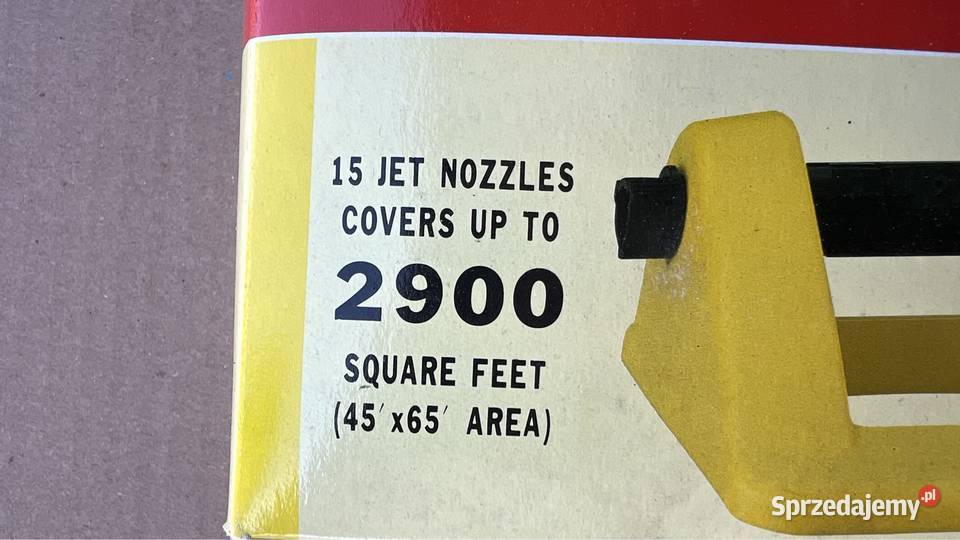 15 JET NOZZLES
COVERS UP TO
2900
SQUARE FEET
(45′x65′ AREA)
Sprzedajemy.pl